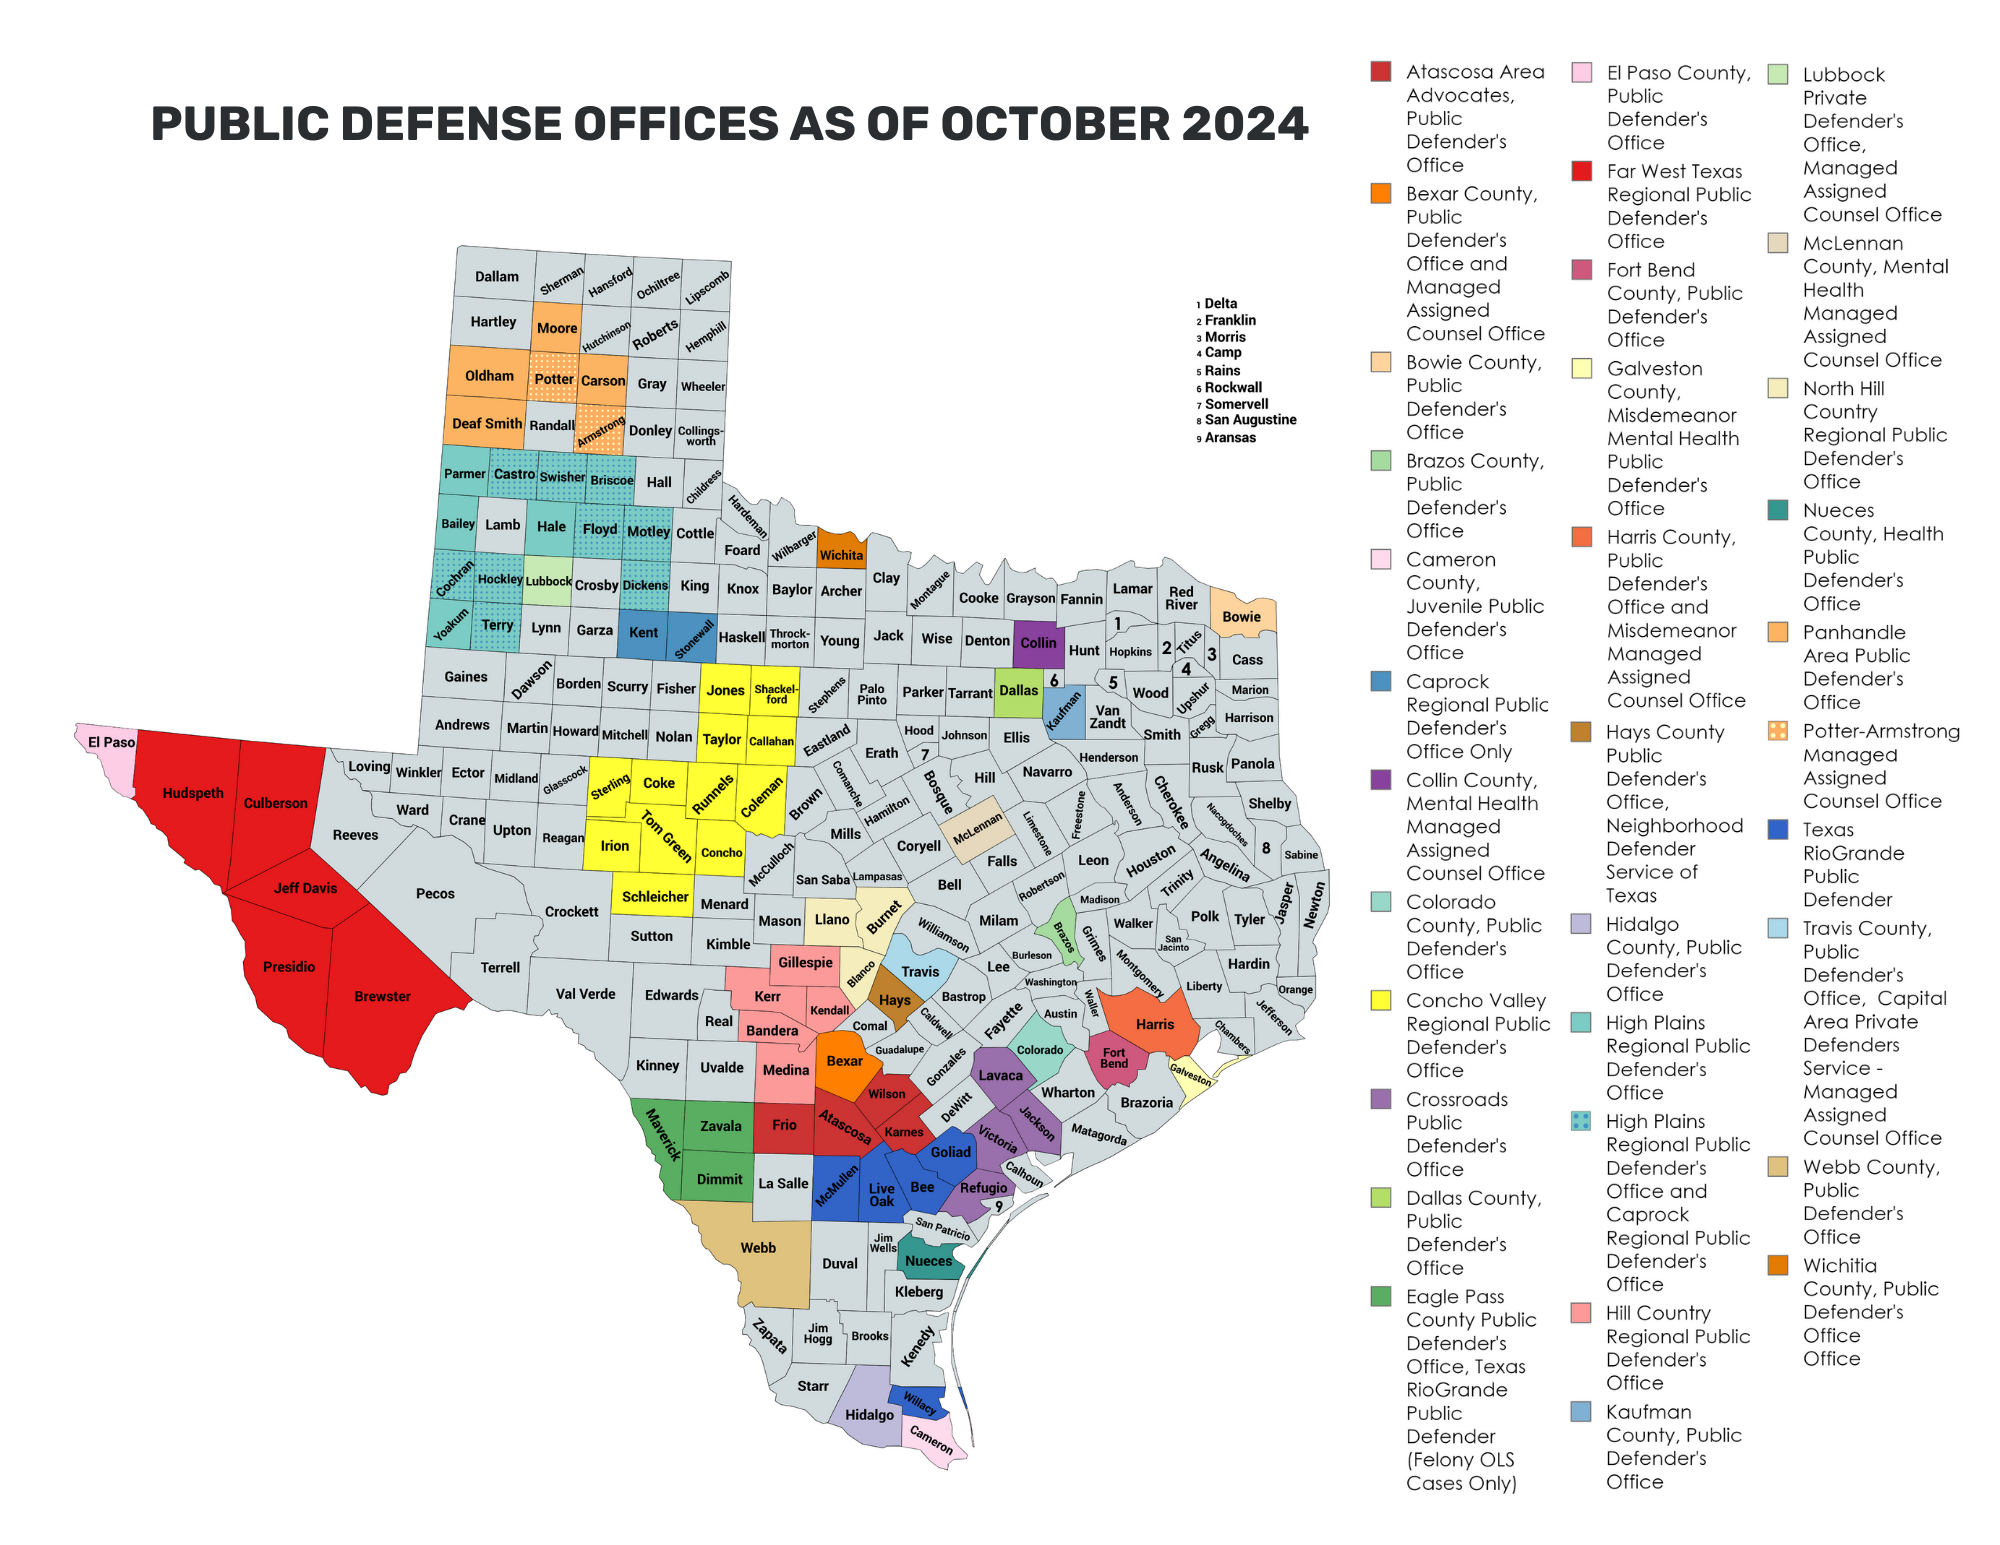 PUBLIC DEFENSE OFFICES AS OF OCTOBER 2024
Atascosa Area
Advocates,
Public
Defender's
Office
Bexar County,
Public
Defender's
Office and
Managed
Assigned
Counsel Office
Bowie County,
Public
Defender's
Office
Brazos County,
Public
Defender's
Office
Cameron
County,
Juvenile Public
Defender's
Office
Caprock
Regional Public
Defender's
Office Only
Collin County,
Mental Health
Managed
Assigned
Counsel Office
Colorado
County, Public
Defender's
Office
Concho Valley
Regional Public
Defender's
Office
Crossroads
Public
Defender's
Office
Dallas County,
Public
Defender's
Office
Eagle Pass
County Public
Defender's
Office, Texas
RioGrande
Public
Defender
(Felony OLS
Cases Only)
El Paso County,
Public
Defender's
Office
Far West Texas
Regional Public
Defender's
Office
Fort Bend
County, Public
Defender's
Office
Galveston
County,
Misdemeanor
Mental Health
Public
Defender's
Office
Harris County,
Public
Defender's
Office and
Misdemeanor
Managed
Assigned
Counsel Office
Hays County
Public
Defender's
Office,
Neighborhood
Defender
Service of
Texas
Hidalgo
County, Public
Defender's
Office
High Plains
Regional Public
Defender's
Office
High Plains
Regional Public
Defender's
Office and
Caprock
Regional Public
Defender's
Office
Hill Country
Regional Public
Defender's
Office
Kaufman
County, Public
Defender's
Office
Lubbock
Private
Defender's
Office,
Managed
Assigned
Counsel Office
McLennan
County, Mental
Health
Managed
Assigned
Counsel Office
North Hill
Country
Regional Public
Defender's
Office
Nueces
County, Health
Public
Defender's
Office
Panhandle
Area Public
Defender's
Office
Potter-Armstrong
Managed
Assigned
Counsel Office
Texas
RioGrande
Public
Defender
Travis County,
Public
Defender's
Office, Capital
Area Private
Defenders
Service -
Managed
Assigned
Counsel Office
Webb County,
Public
Defender's
Office
Wichitia
County, Public
Defender's
Office
Office
1 Delta
2 Franklin
3 Morris
4 Camp
5 Rains
6 Rockwall
7 Somervell
8 San Augustine
9 Aransas
Dallam
Sherman
Hansford
Ochiltree
Lipscomb
Hartley
Moore
Hutchinson
Roberts
Hemphill
Oldham
Potter
Carson
Gray
Wheeler
Deaf Smith
Randall
Armstrong
Donley
Collings-
worth
Parmer
Castro
Swisher
Briscoe
Hall
Childress
Bailey
Lamb
Hale
Floyd
Motley
Cottle
Hardeman
Foard
Wilbarger
Wichita
Cochran
Hockley
Lubbock
Crosby
Dickens
King
Knox
Baylor
Archer
Clay
Montague
Cooke
Grayson
Fannin
Lamar
Red
River
Bowie
Yoakum
Terry
Lynn
Garza
Kent
Stonewall
Haskell
Throck-
morton
Young
Jack
Wise
Denton
Collin
Hunt
1
Hopkins
2
Titus
3
4
Cass
Gaines
Dawson
Borden
Scurry
Fisher
Jones
Shackel-
ford
Stephens
Palo
Pinto
Parker
Tarrant
Dallas
6
Kaufman
5
Wood
Upshur
Marion
Harrison
Gregg
Van
Zandt
Smith
Andrews
Martin
Howard
Mitchell
Nolan
Taylor
Callahan
Eastland
Erath
Hood
7
Johnson
Ellis
Henderson
Rusk
Panola
El Paso
Hudspeth
Culberson
Loving
Winkler
Ector
Midland
Glasscock
Sterling
Coke
Runnels
Coleman
Brown
Comanche
Hamilton
Bosque
Hill
Navarro
Freestone
Anderson
Cherokee
Nacogdoches
Shelby
8
Sabine
Reeves
Ward
Crane
Upton
Reagan
Irion
Tom Green
Concho
McCulloch
Mills
San Saba
Lampasas
Coryell
McLennan
Limestone
Falls
Leon
Houston
Angelina
Trinity
Jeff Davis
Pecos
Crockett
Schleicher
Menard
Mason
Llano
Burnet
Bell
Robertson
Madison
Milam
Williamson
Walker
Polk
Tyler
Jasper
Newton
Sutton
Kimble
Gillespie
Blanco
Travis
Lee
Burleson
Brazos
Grimes
San
Jacinto
Montgomery
Hardin
Liberty
Orange
Presidio
Brewster
Terrell
Val Verde
Edwards
Real
Kerr
Kendall
Bandera
Hays
Comal
Caldwell
Bastrop
Washington
Fayette
Austin
Waller
Harris
Chambers
Jefferson
Kinney
Uvalde
Medina
Bexar
Guadalupe
Gonzales
Colorado
Lavaca
Fort
Bend
Galveston
Wharton
Brazoria
Maverick
Zavala
Frio
Atascosa
Wilson
Karnes
DeWitt
Jackson
Matagorda
Victoria
Goliad
Calhoun
Dimmit
La Salle
McMullen
Live
Oak
Bee
Refugio
9
Webb
Duval
Jim
Wells
San Patricio
Nueces
Kleberg
Zapata
Jim
Hogg
Brooks
Kenedy
Starr
Hidalgo
Willacy
Cameron